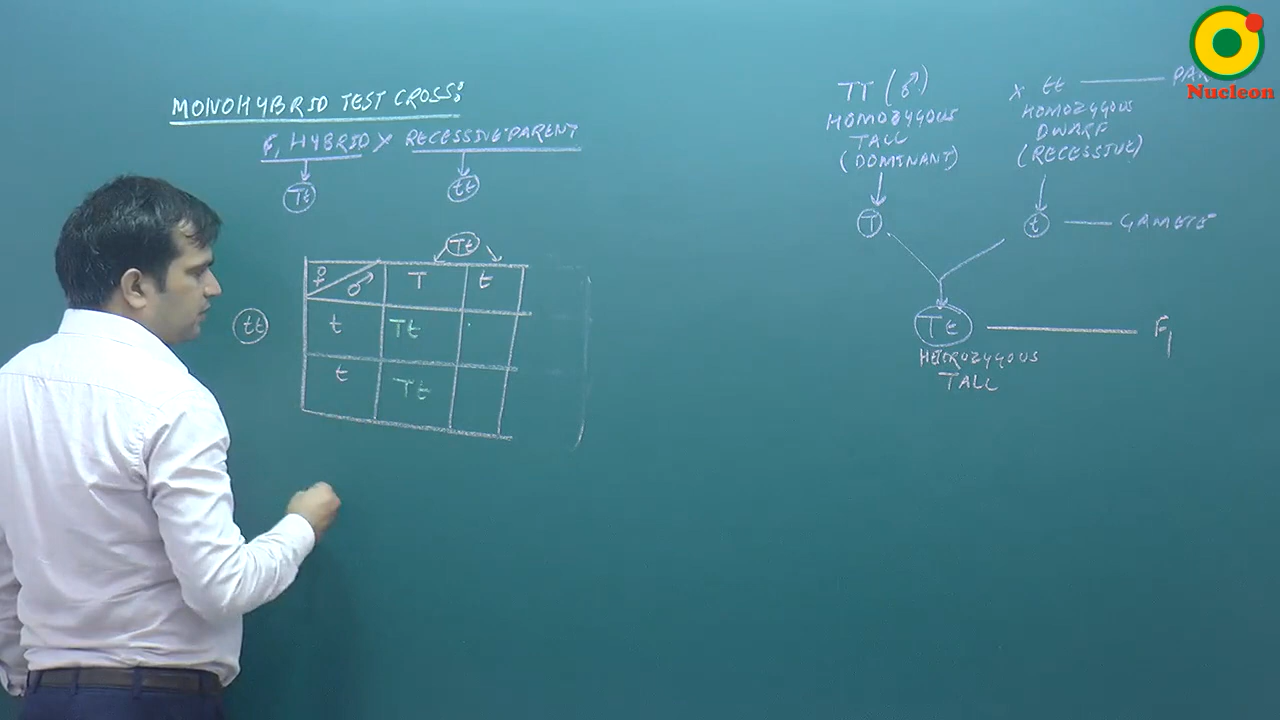 MONOHYBRID TEST CROSS:
F₁ HYBRID X RECESSIVE PARENT
Tt tt
Tt
♀ ♂ T t
tt
t Tt
t Tt
TT (♂) x tt
HOMOZYGOUS HOMOZYGOUS
TALL DWARF
(DOMINANT) (RECESSIVE)
T t GAMETE
Tt F₁
HETEROZYGOUS
TALL
Nucleon